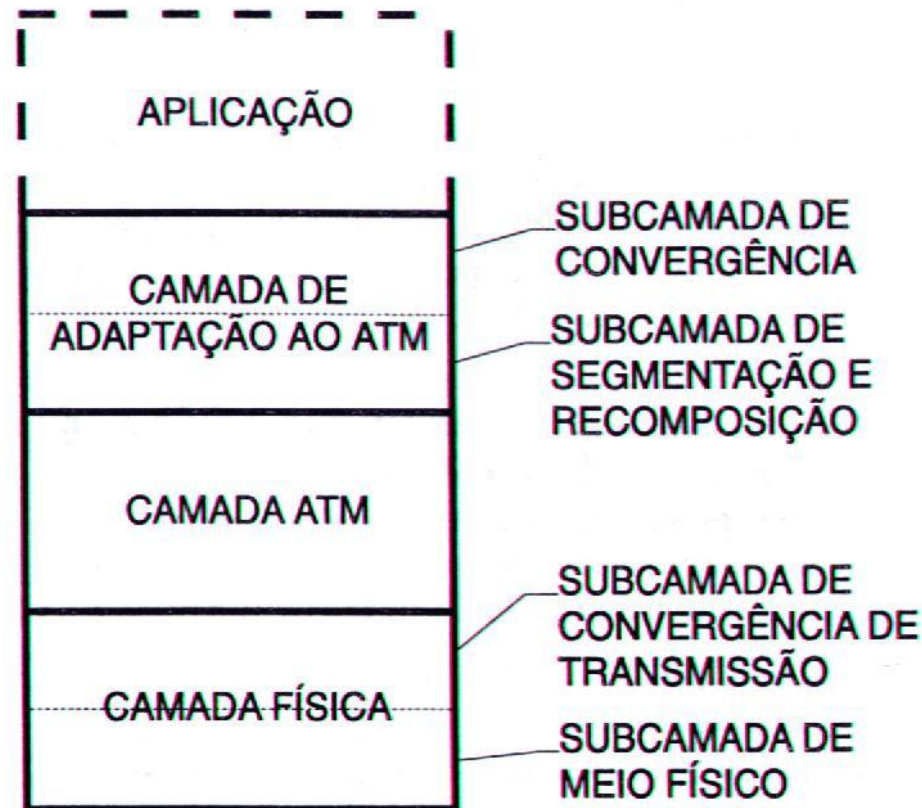 APLICAÇÃO
SUBCAMADA DE
CONVERGÊNCIA
CAMADA DE
ADAPTAÇÃO AO ATM
SUBCAMADA DE
SEGMENTAÇÃO E
RECOMPOSIÇÃO
CAMADA ATM
SUBCAMADA DE
CONVERGÊNCIA DE
TRANSMISSÃO
CAMADA FÍSICA
SUBCAMADA DE
MEIO FÍSICO